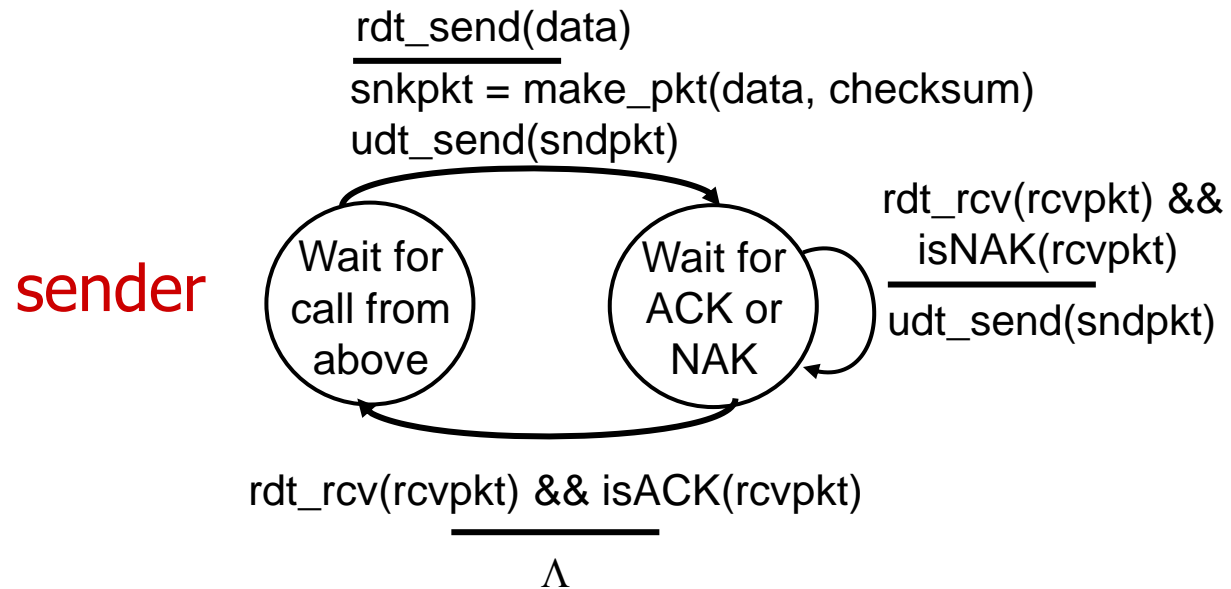 rdt_send(data)
snkpkt = make_pkt(data, checksum)
udt_send(sndpkt)
sender
Wait for
call from
above
Wait for
ACK or
NAK
rdt_rcv(rcvpkt) &&
isNAK(rcvpkt)
udt_send(sndpkt)
rdt_rcv(rcvpkt) && isACK(rcvpkt)
Λ